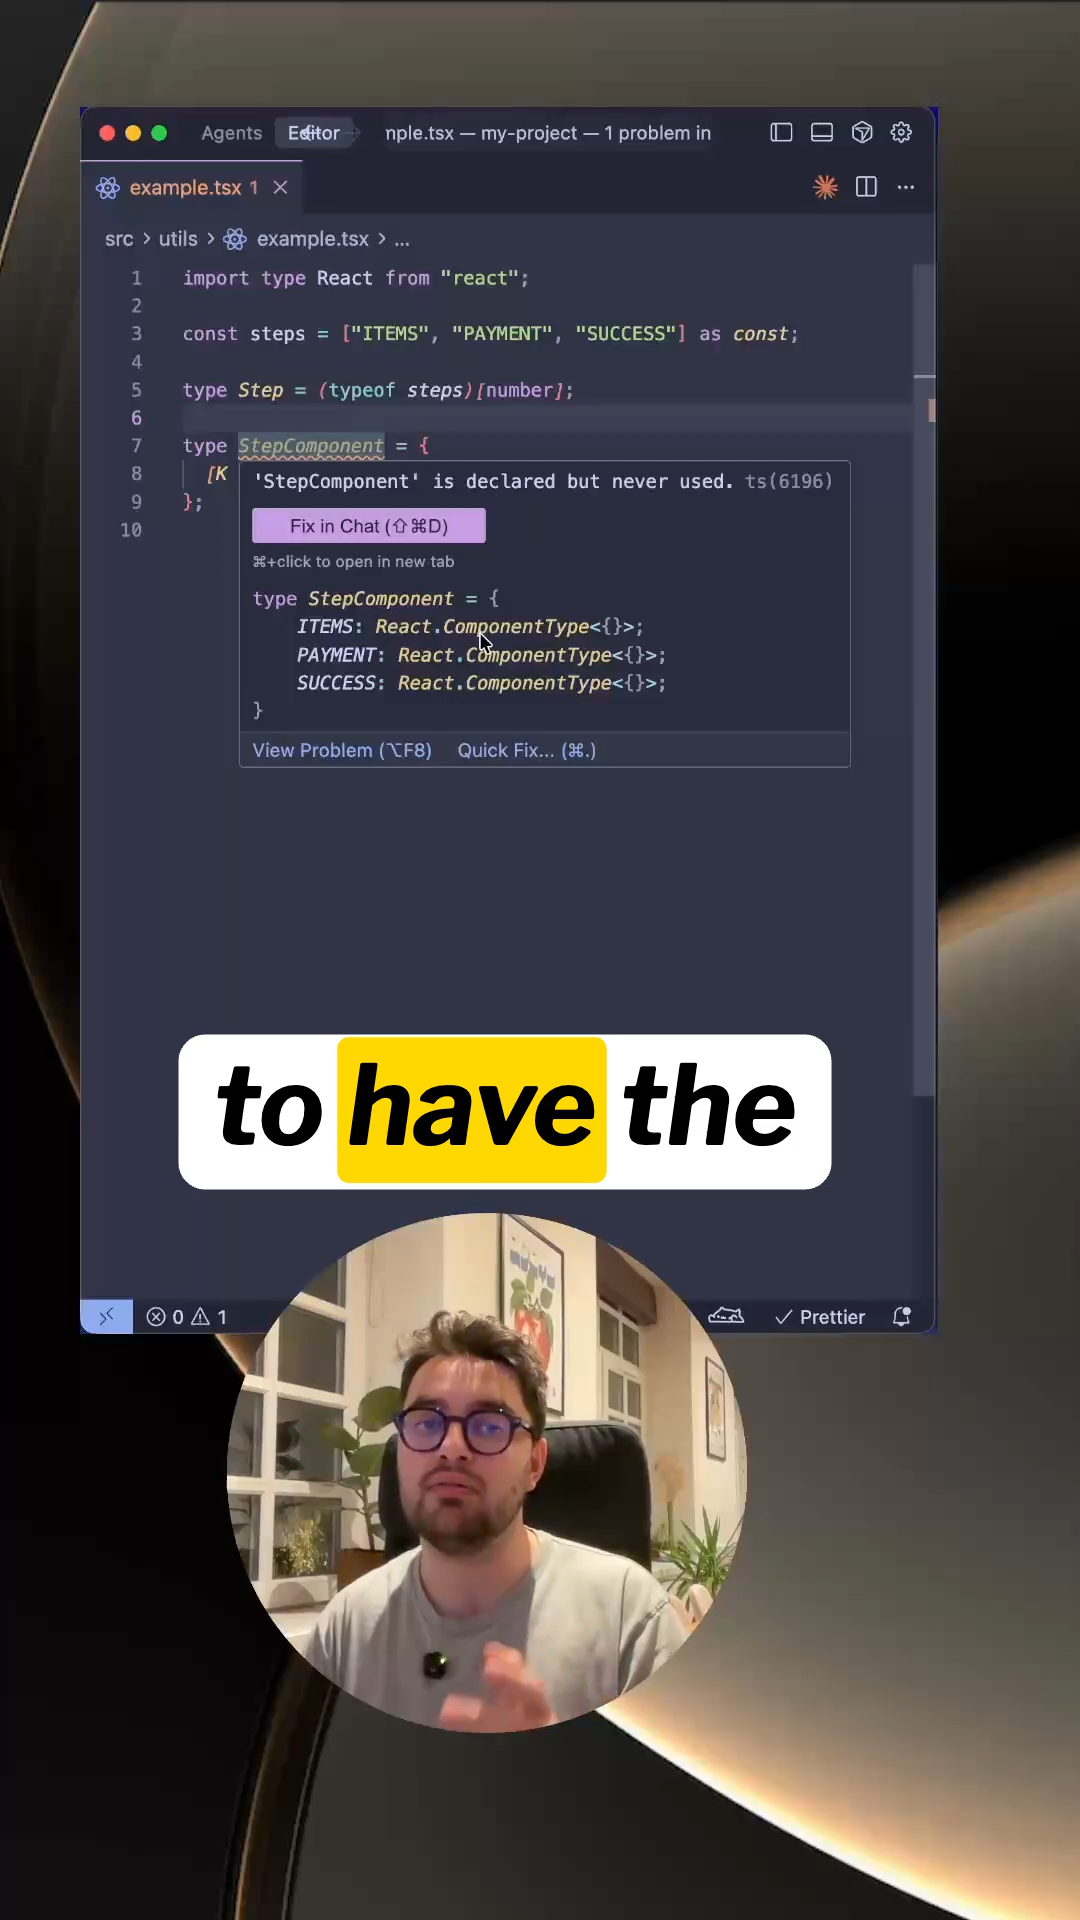 Agents Editor mple.tsx — my-project — 1 problem in
example.tsx 1
src > utils > example.tsx > ...
1 import type React from "react";
2
3 const steps = ["ITEMS", "PAYMENT", "SUCCESS"] as const;
4
5 type Step = (typeof steps)[number];
6
7 type StepComponent = {
8 [K
9 };
10
'StepComponent' is declared but never used. ts(6196)
Fix in Chat (⇧⌘D)
⌘+click to open in new tab
type StepComponent = {
ITEMS: React.ComponentType<{}>;
PAYMENT: React.ComponentType<{}>;
SUCCESS: React.ComponentType<{}>;
}
View Problem (⌥F8) Quick Fix... (⌘.)
to have the
0 1 Prettier